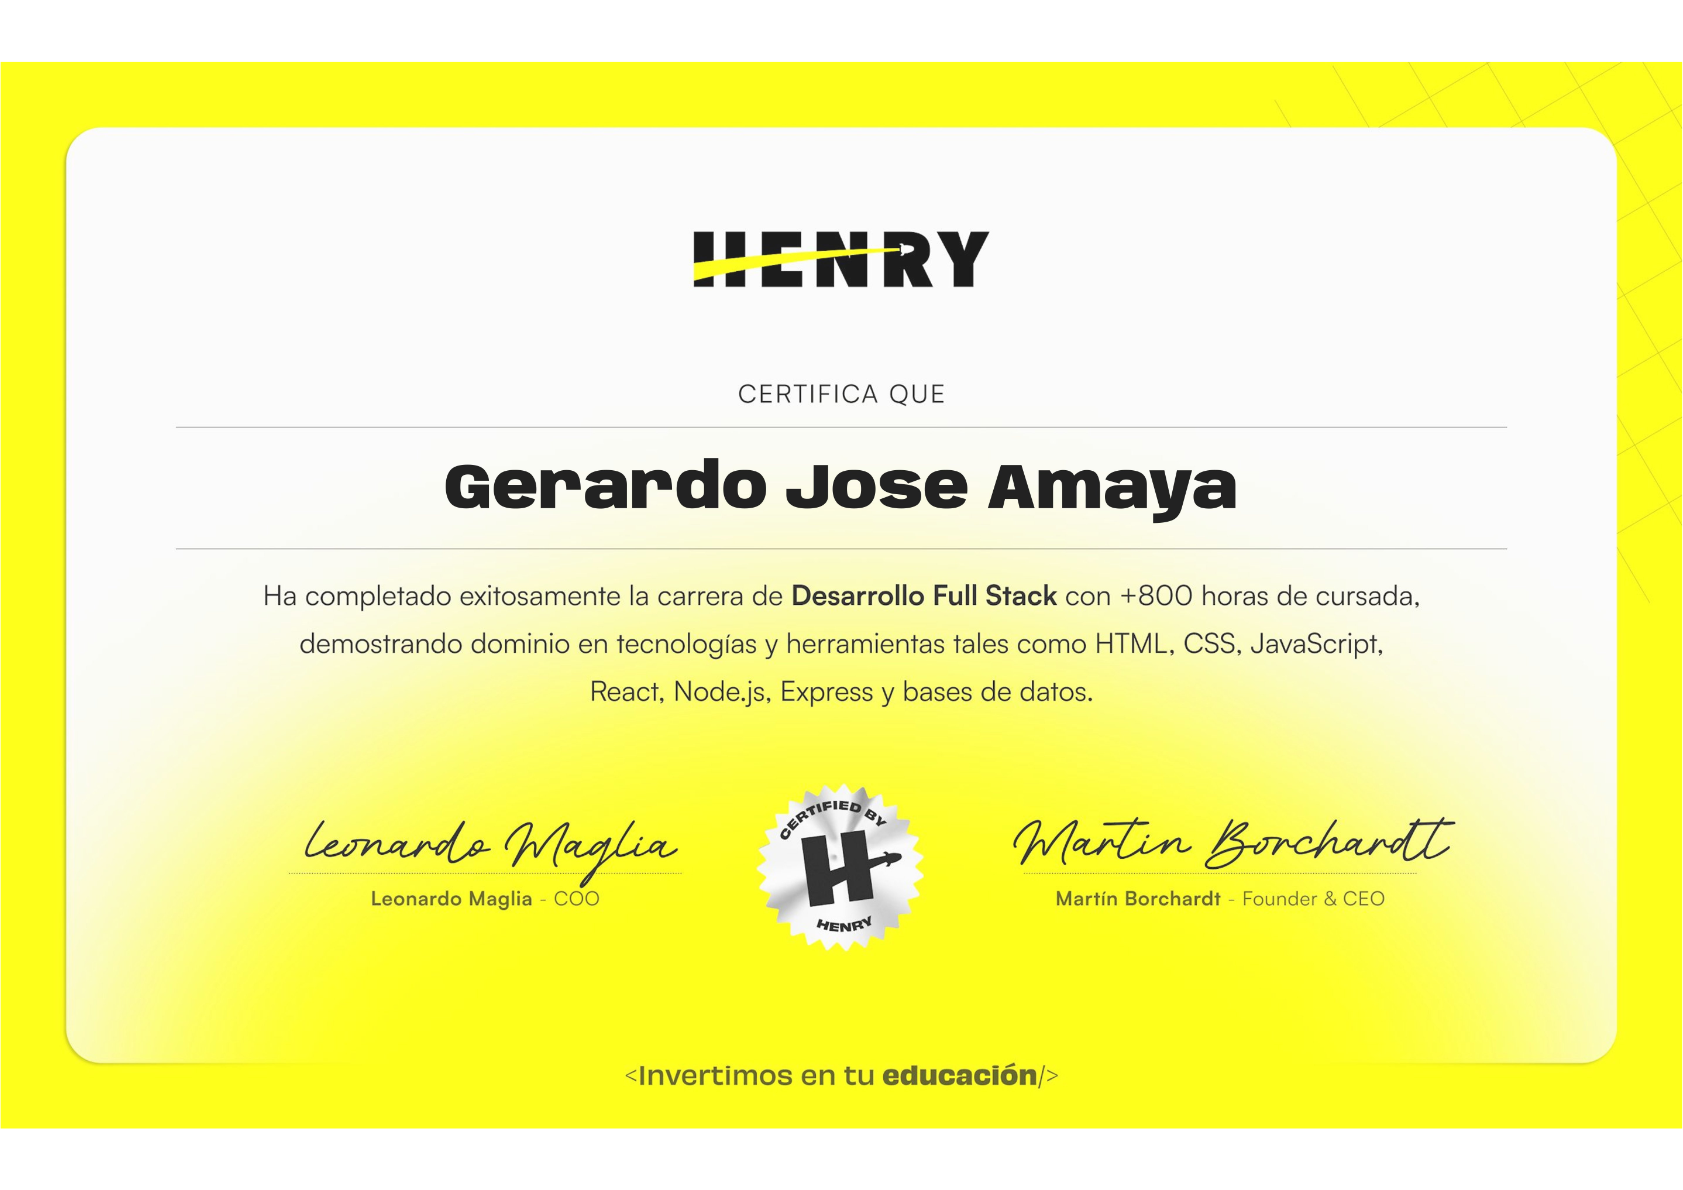 HENRY
CERTIFICA QUE
Gerardo Jose Amaya
Ha completado exitosamente la carrera de Desarrollo Full Stack con +800 horas de cursada,
demostrando dominio en tecnologías y herramientas tales como HTML, CSS, JavaScript,
React, Node.js, Express y bases de datos.
Leonardo Maglia
Leonardo Maglia - COO
CERTIFIED BY
H
HENRY
Martin Borchardt
Martín Borchardt - Founder & CEO
<Invertimos en tu educación/>